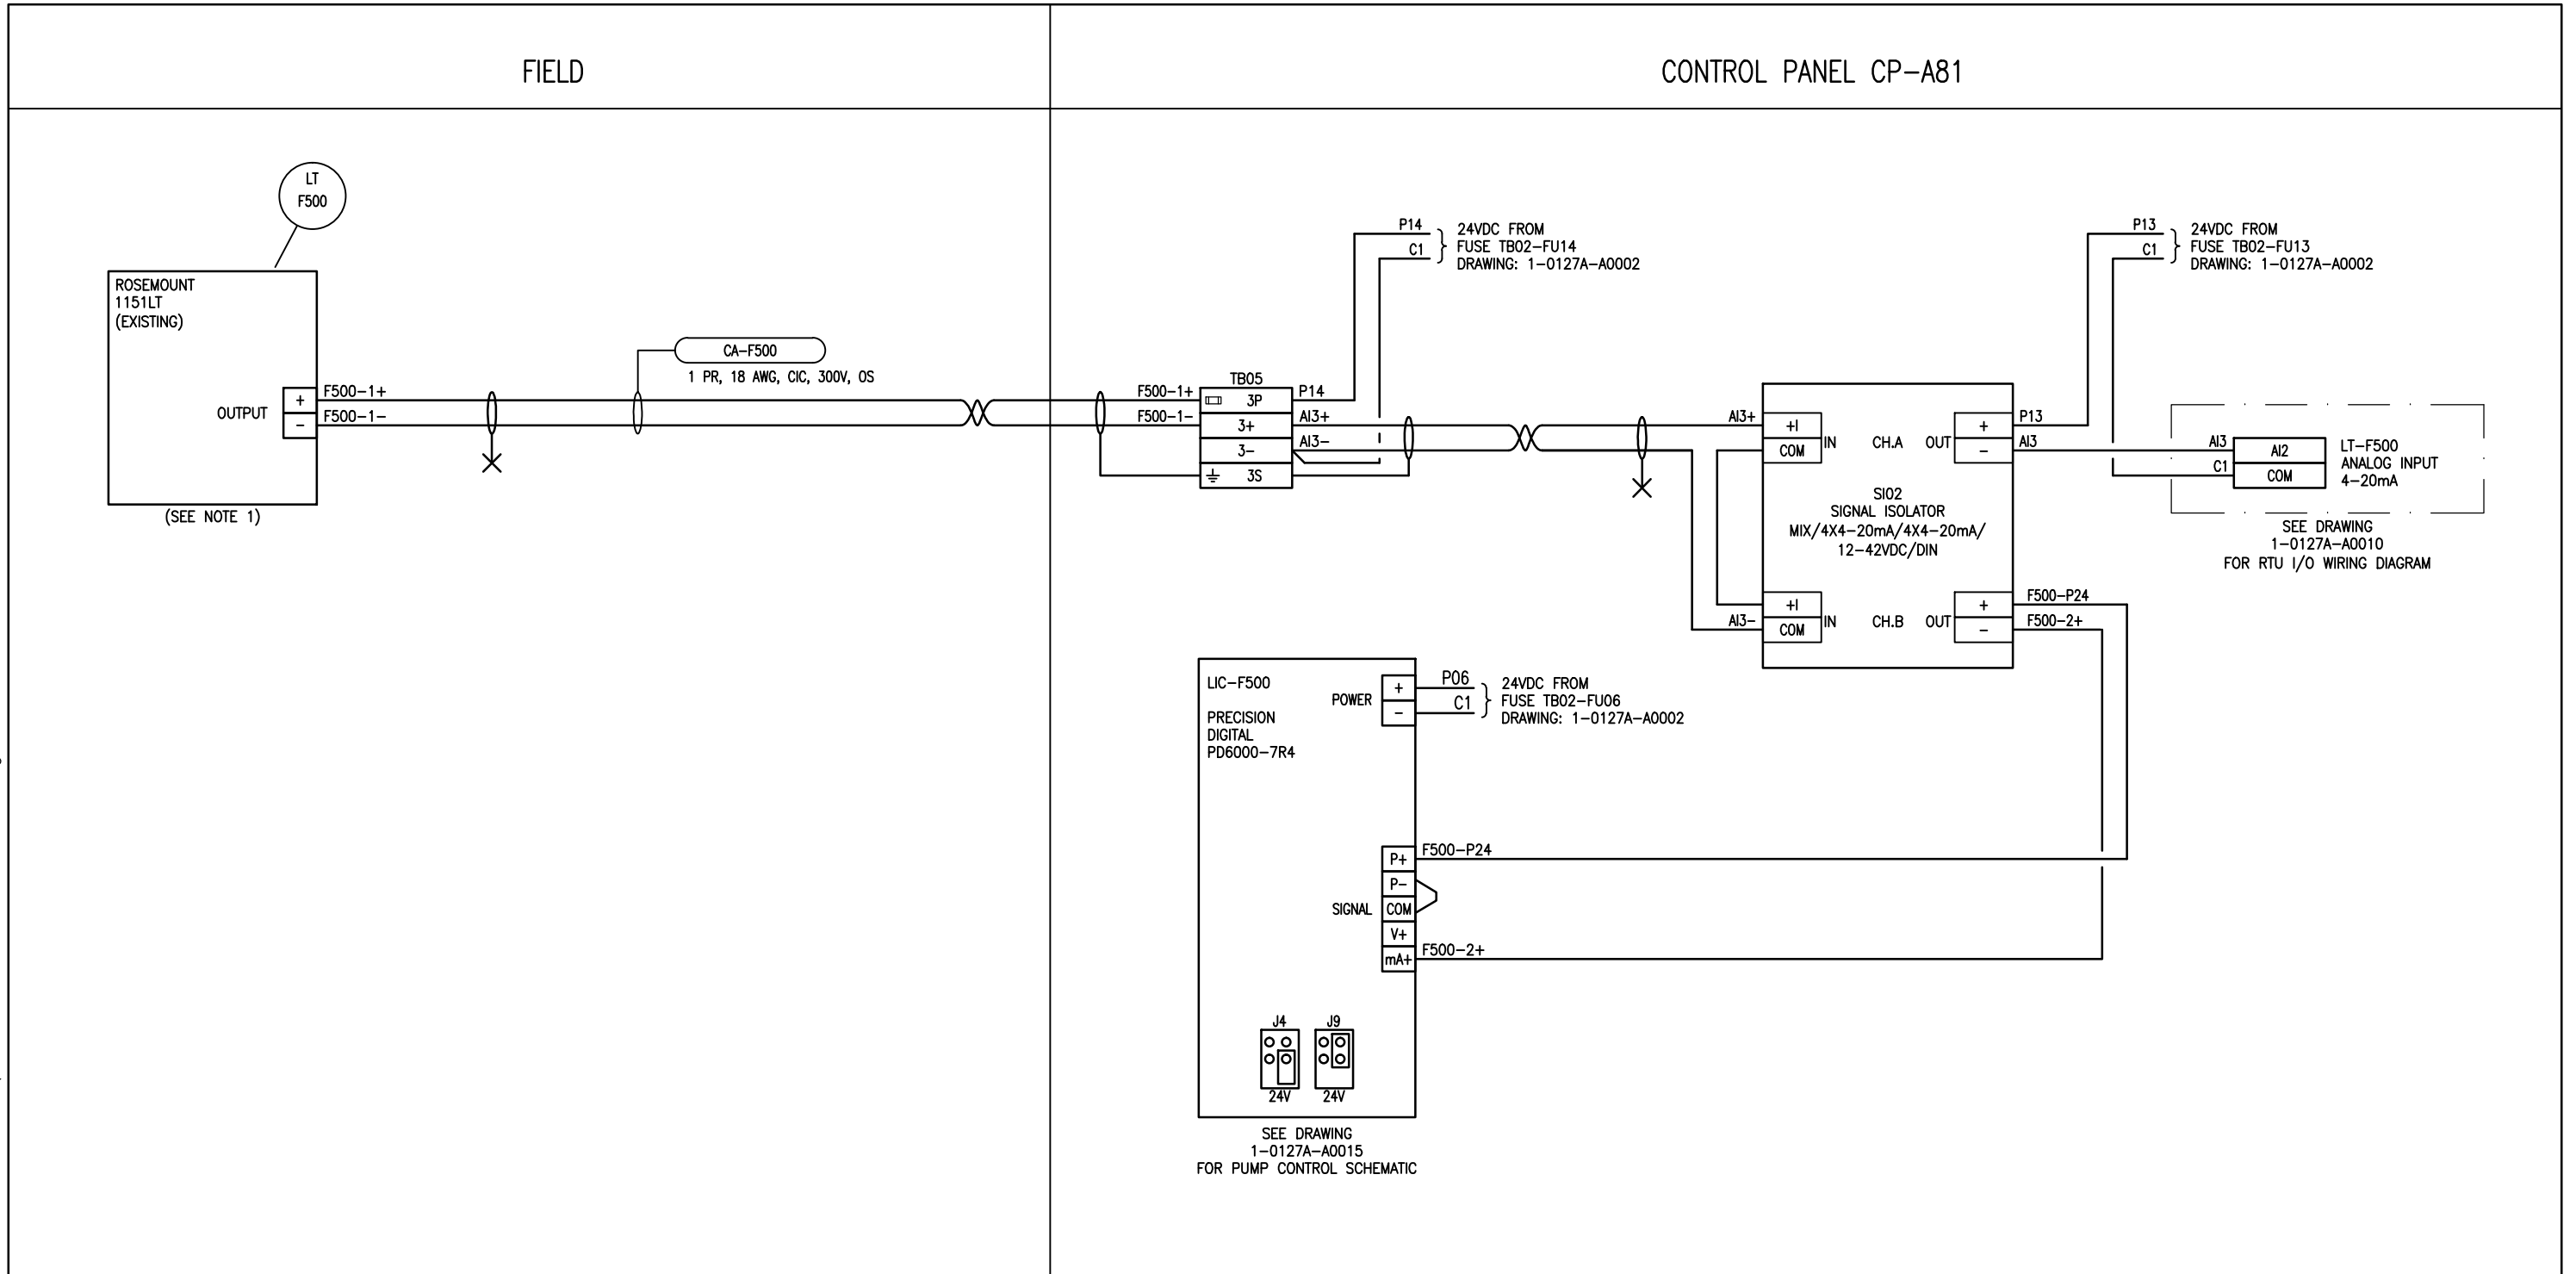 FIELD
CONTROL PANEL CP-A81
LT
F500
ROSEMOUNT
1151LT
(EXISTING)
OUTPUT
+
-
F500-1+
F500-1-
(SEE NOTE 1)
CA-F500
1 PR, 18 AWG, CIC, 300V, OS
F500-1+
F500-1-
TB05
3P
3+
3-
3S
P14
AI3+
AI3-
P14
C1
24VDC FROM
FUSE TB02-FU14
DRAWING: 1-0127A-A0002
AI3+
AI3-
+I
COM
IN
CH.A
OUT
+
-
SI02
SIGNAL ISOLATOR
MIX/4X4-20mA/4X4-20mA/
12-42VDC/DIN
+I
COM
IN
CH.B
OUT
+
-
P13
AI3
F500-P24
F500-2+
P13
C1
24VDC FROM
FUSE TB02-FU13
DRAWING: 1-0127A-A0002
AI3
C1
AI2
COM
LT-F500
ANALOG INPUT
4-20mA
SEE DRAWING
1-0127A-A0010
FOR RTU I/O WIRING DIAGRAM
LIC-F500
PRECISION
DIGITAL
PD6000-7R4
POWER
+
-
P06
C1
24VDC FROM
FUSE TB02-FU06
DRAWING: 1-0127A-A0002
SIGNAL
P+
P-
COM
V+
mA+
F500-P24
F500-2+
J4
24V
J9
24V
SEE DRAWING
1-0127A-A0015
FOR PUMP CONTROL SCHEMATIC